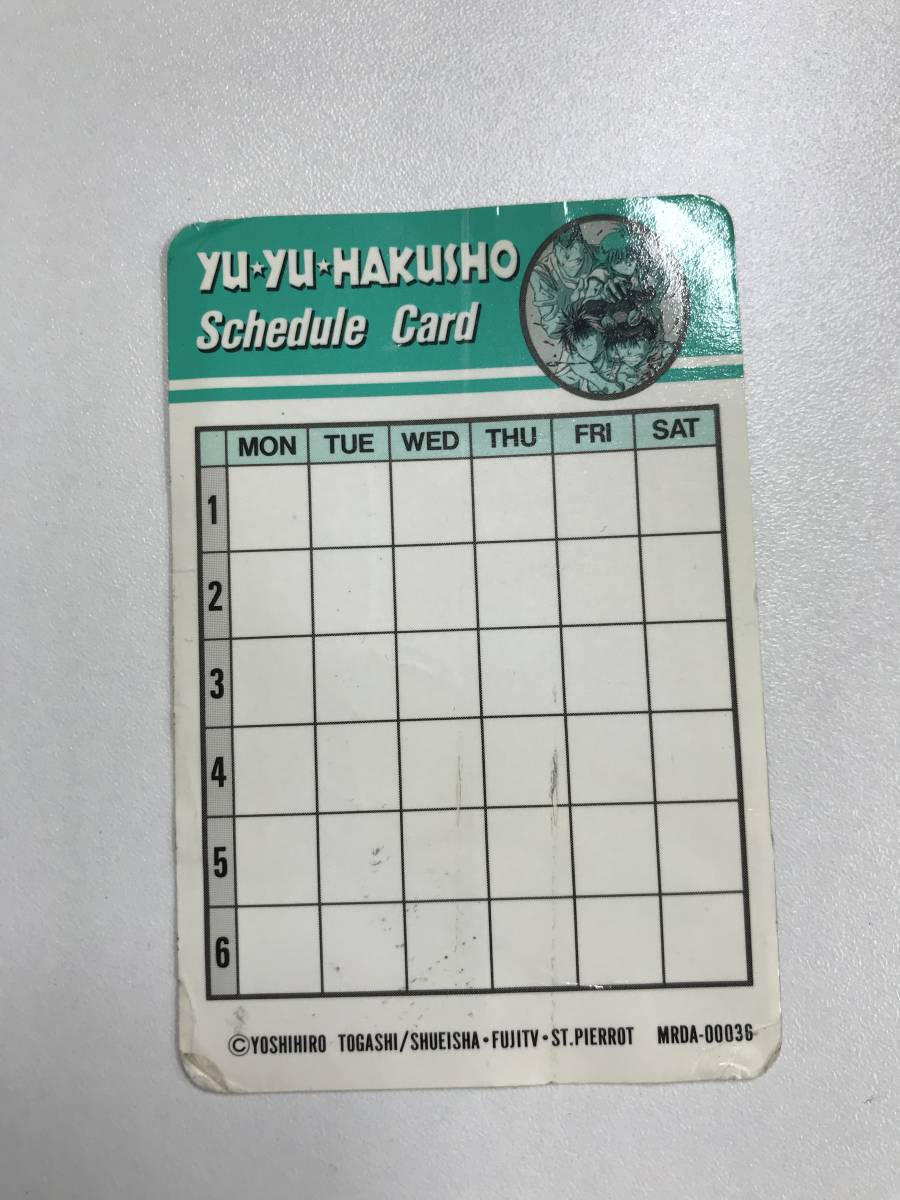 YU★YU★HAKUSHO
Schedule Card
MON TUE WED THU FRI SAT
1
2
3
4
5
6
©YOSHIHIRO TOGASHI/SHUEISHA・FUJITV・ST.PIERROT MRDA-00036